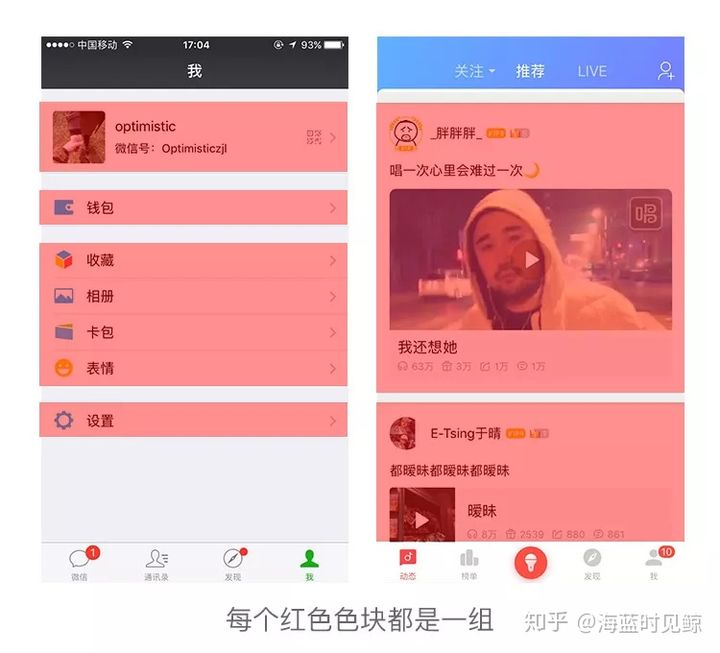 中国移动
17:04
93%
我
optimistic
微信号：Optimisticzjl
钱包
收藏
相册
卡包
表情
设置
1
微信
通讯录
发现
我
关注
推荐
LIVE
_胖胖胖_
唱一次心里会难过一次
唱
我还想她
63万
3万
1万
1万
E-Tsing于晴
都暧昧都暧昧都暧昧
暧昧
8万
2539
880
861
10
动态
榜单
发现
我
每个红色色块都是一组
知乎 @海蓝时见鲸